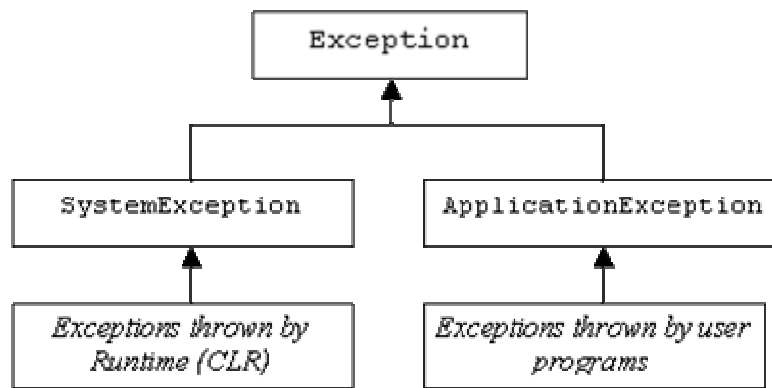 Exception
SystemException
ApplicationException
Exceptions thrown by
Runtime (CLR)
Exceptions thrown by user
programs